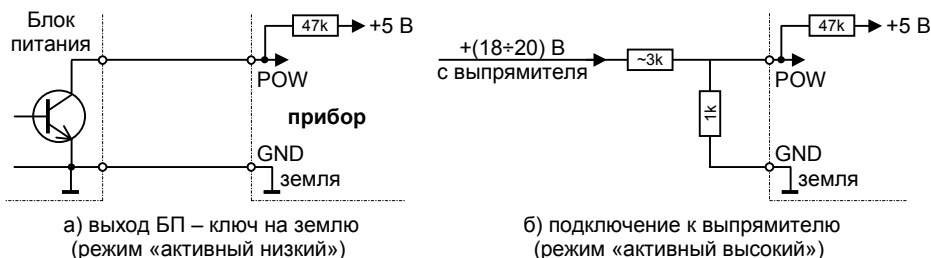 Блок
питания
47k
+5 В
POW
прибор
GND
земля
а) выход БП – ключ на землю
(режим «активный низкий»)
+(18÷20) В
с выпрямителя
~3k
1k
47k
+5 В
POW
GND
земля
б) подключение к выпрямителю
(режим «активный высокий»)